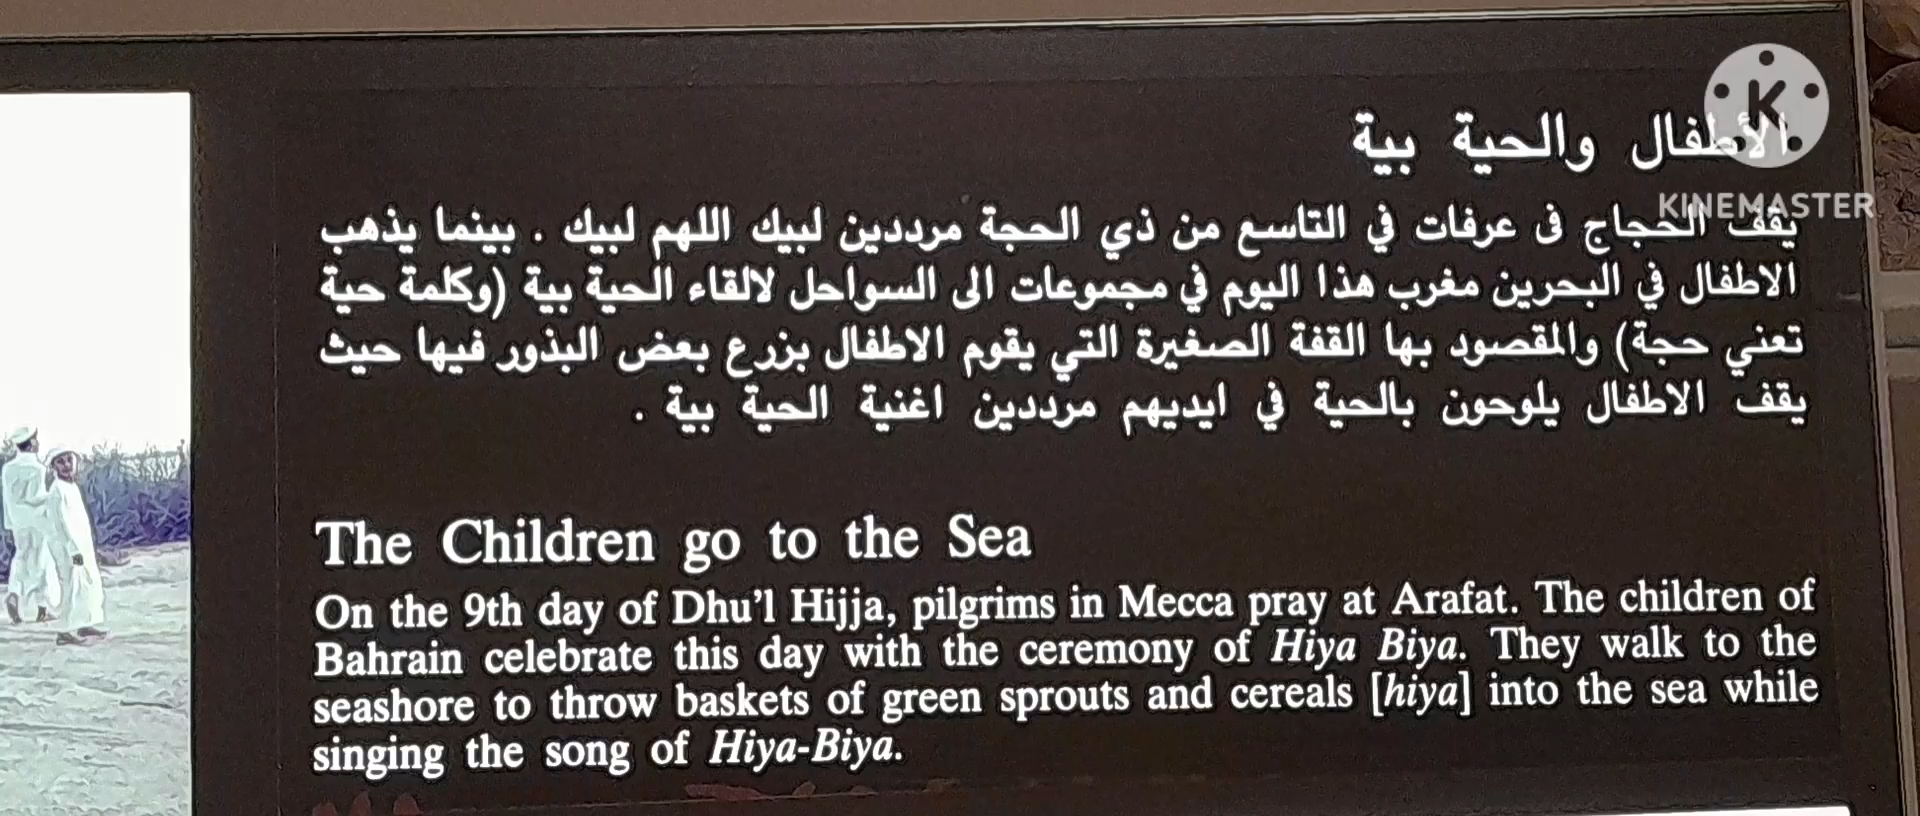 الأطفال والحية بية
يقف الحجاج فى عرفات في التاسع من ذي الحجة مرددين لبيك اللهم لبيك . بينما يذهب
الاطفال في البحرين مغرب هذا اليوم في مجموعات الى السواحل لالقاء الحية بية (وكلمة حية
تعني حجة) والمقصود بها القفة الصغيرة التي يقوم الاطفال بزرع بعض البذور فيها حيث
يقف الاطفال يلوحون بالحية في ايديهم مرددين اغنية الحية بية .
The Children go to the Sea
On the 9th day of Dhu'l Hijja, pilgrims in Mecca pray at Arafat. The children of
Bahrain celebrate this day with the ceremony of Hiya Biya. They walk to the
seashore to throw baskets of green sprouts and cereals [hiya] into the sea while
singing the song of Hiya-Biya.
K
KINEMASTER